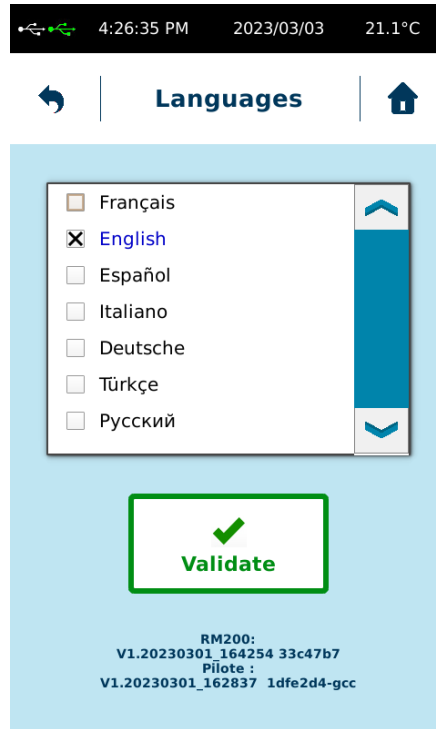 4:26:35 PM 2023/03/03 21.1°C
Languages
Français
English
Español
Italiano
Deutsche
Türkçe
Русский
Validate
RM200:
V1.20230301_164254 33c47b7
Pilote :
V1.20230301_162837 1dfe2d4-gcc